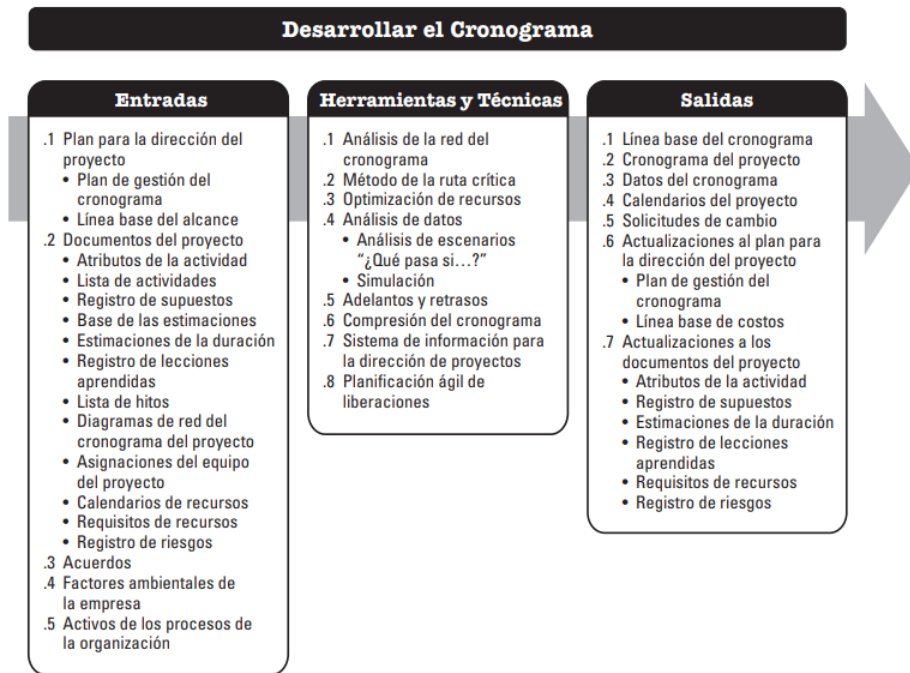 Desarrollar el Cronograma
Entradas
.1 Plan para la dirección del
proyecto
• Plan de gestión del
cronograma
• Línea base del alcance
.2 Documentos del proyecto
• Atributos de la actividad
• Lista de actividades
• Registro de supuestos
• Base de las estimaciones
• Estimaciones de la duración
• Registro de lecciones
aprendidas
• Lista de hitos
• Diagramas de red del
cronograma del proyecto
• Asignaciones del equipo
del proyecto
• Calendarios de recursos
• Requisitos de recursos
• Registro de riesgos
.3 Acuerdos
.4 Factores ambientales de
la empresa
.5 Activos de los procesos de
la organización
Herramientas y Técnicas
.1 Análisis de la red del
cronograma
.2 Método de la ruta crítica
.3 Optimización de recursos
.4 Análisis de datos
• Análisis de escenarios
“¿Qué pasa si…?”
• Simulación
.5 Adelantos y retrasos
.6 Compresión del cronograma
.7 Sistema de información para
la dirección de proyectos
.8 Planificación ágil de
liberaciones
Salidas
.1 Línea base del cronograma
.2 Cronograma del proyecto
.3 Datos del cronograma
.4 Calendarios del proyecto
.5 Solicitudes de cambio
.6 Actualizaciones al plan para
la dirección del proyecto
• Plan de gestión del
cronograma
• Línea base de costos
.7 Actualizaciones a los
documentos del proyecto
• Atributos de la actividad
• Registro de supuestos
• Estimaciones de la duración
• Registro de lecciones
aprendidas
• Requisitos de recursos
• Registro de riesgos